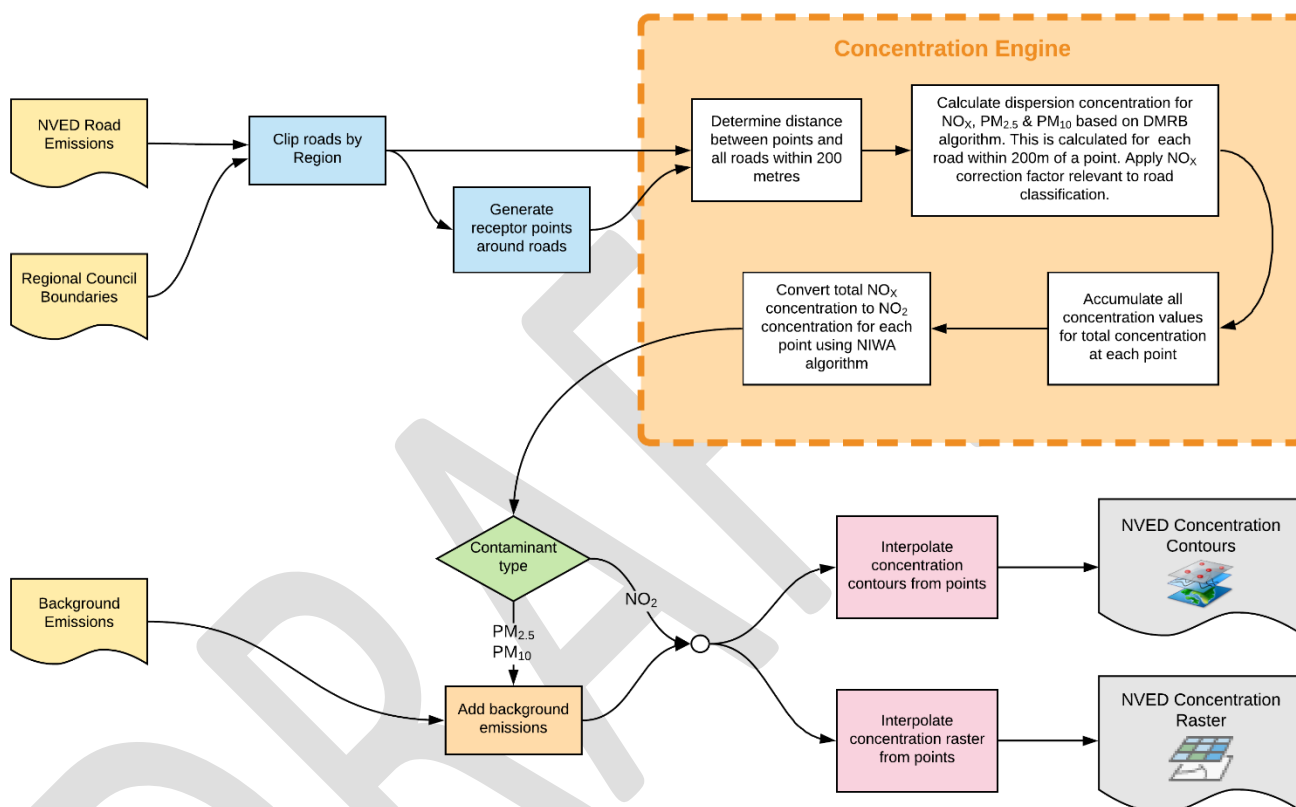 Concentration Engine
NVED Road
Emissions
Clip roads by
Region
Determine distance
between points and
all roads within 200
metres
Calculate dispersion concentration for
NOX, PM2.5 & PM10 based on DMRB
algorithm. This is calculated for each
road within 200m of a point. Apply NOX
correction factor relevant to road
classification.
Generate
receptor points
around roads
Regional Council
Boundaries
Convert total NOX
concentration to NO2
concentration for each
point using NIWA
algorithm
Accumulate all
concentration values
for total concentration
at each point
Contaminant
type
NO2
PM2.5
PM10
Background
Emissions
Add background
emissions
Interpolate
concentration
contours from points
NVED Concentration
Contours
Interpolate
concentration raster
from points
NVED Concentration
Raster
DRAFT